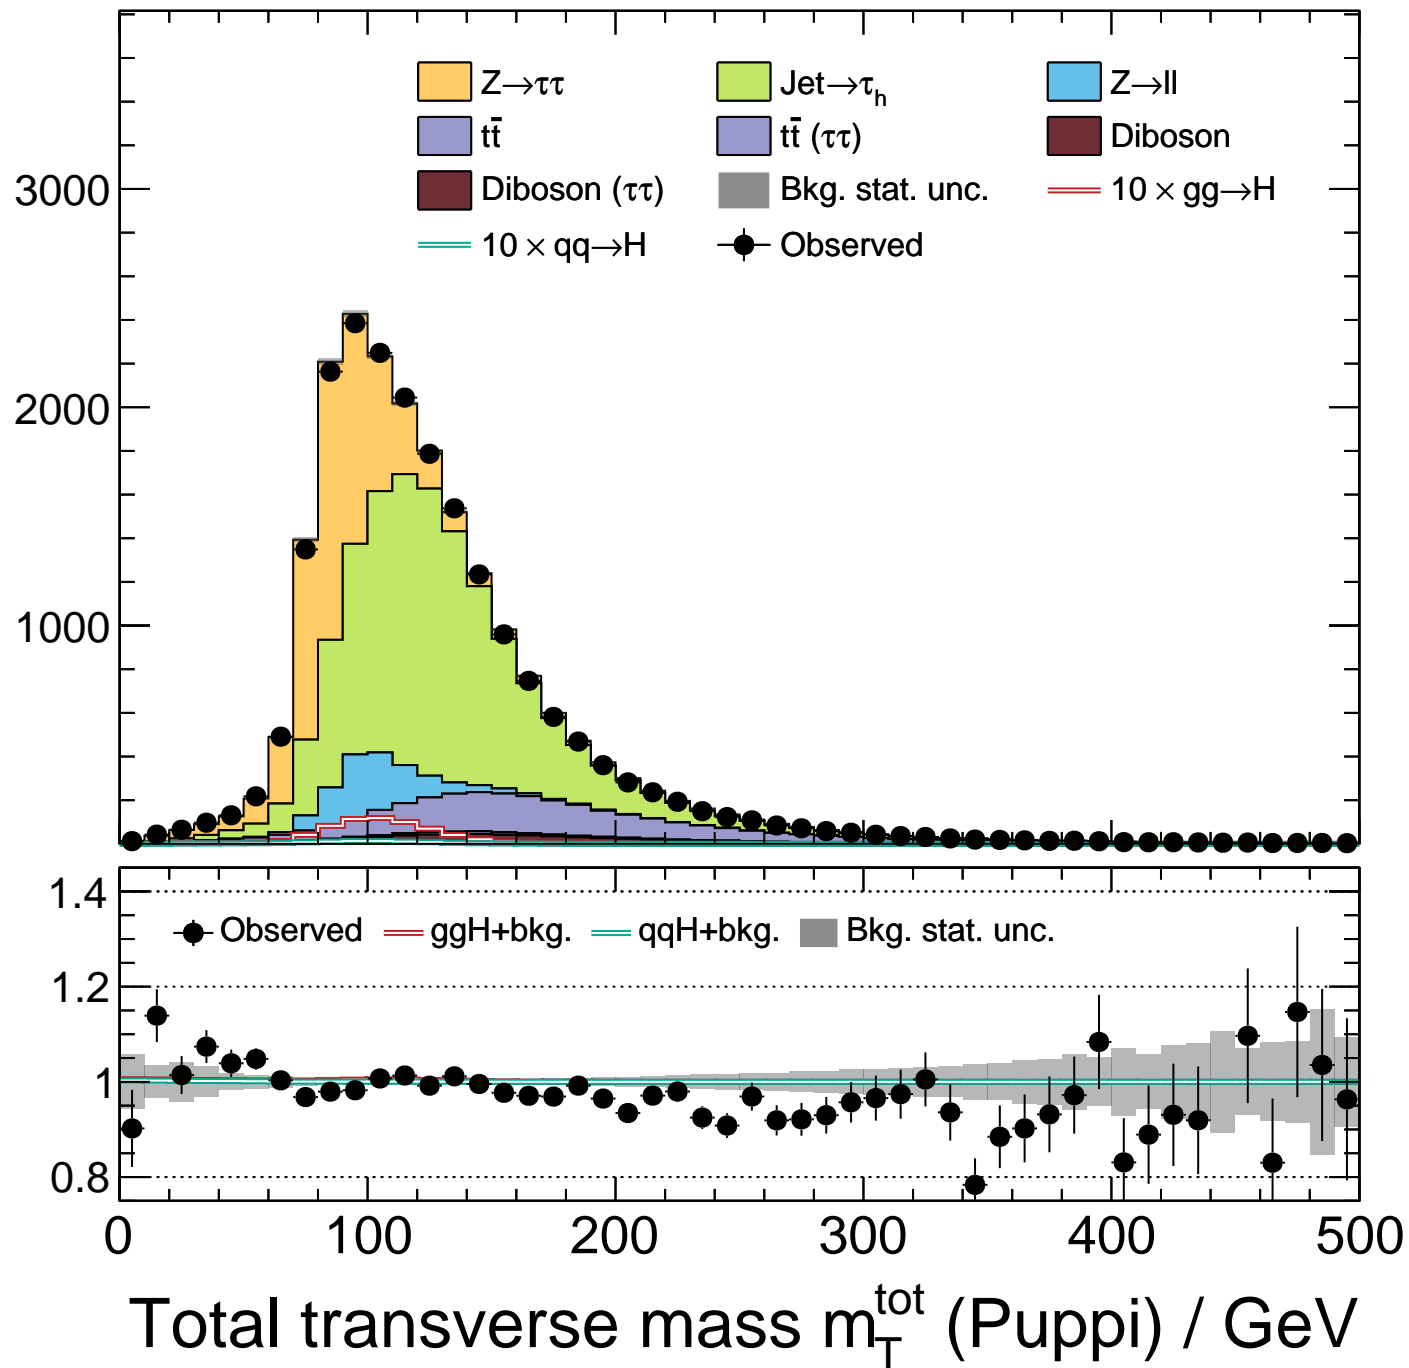 Z→ττ Jet→τₕ Z→ll
tt̄ tt̄ (ττ) Diboson
Diboson (ττ) Bkg. stat. unc. 10 × gg→H
10 × qq→H Observed
3000
2000
1000
1.4
Observed ggH+bkg. qqH+bkg. Bkg. stat. unc.
1.2
1
0.8
0 100 200 300 400 500
Total transverse mass m_T^tot (Puppi) / GeV